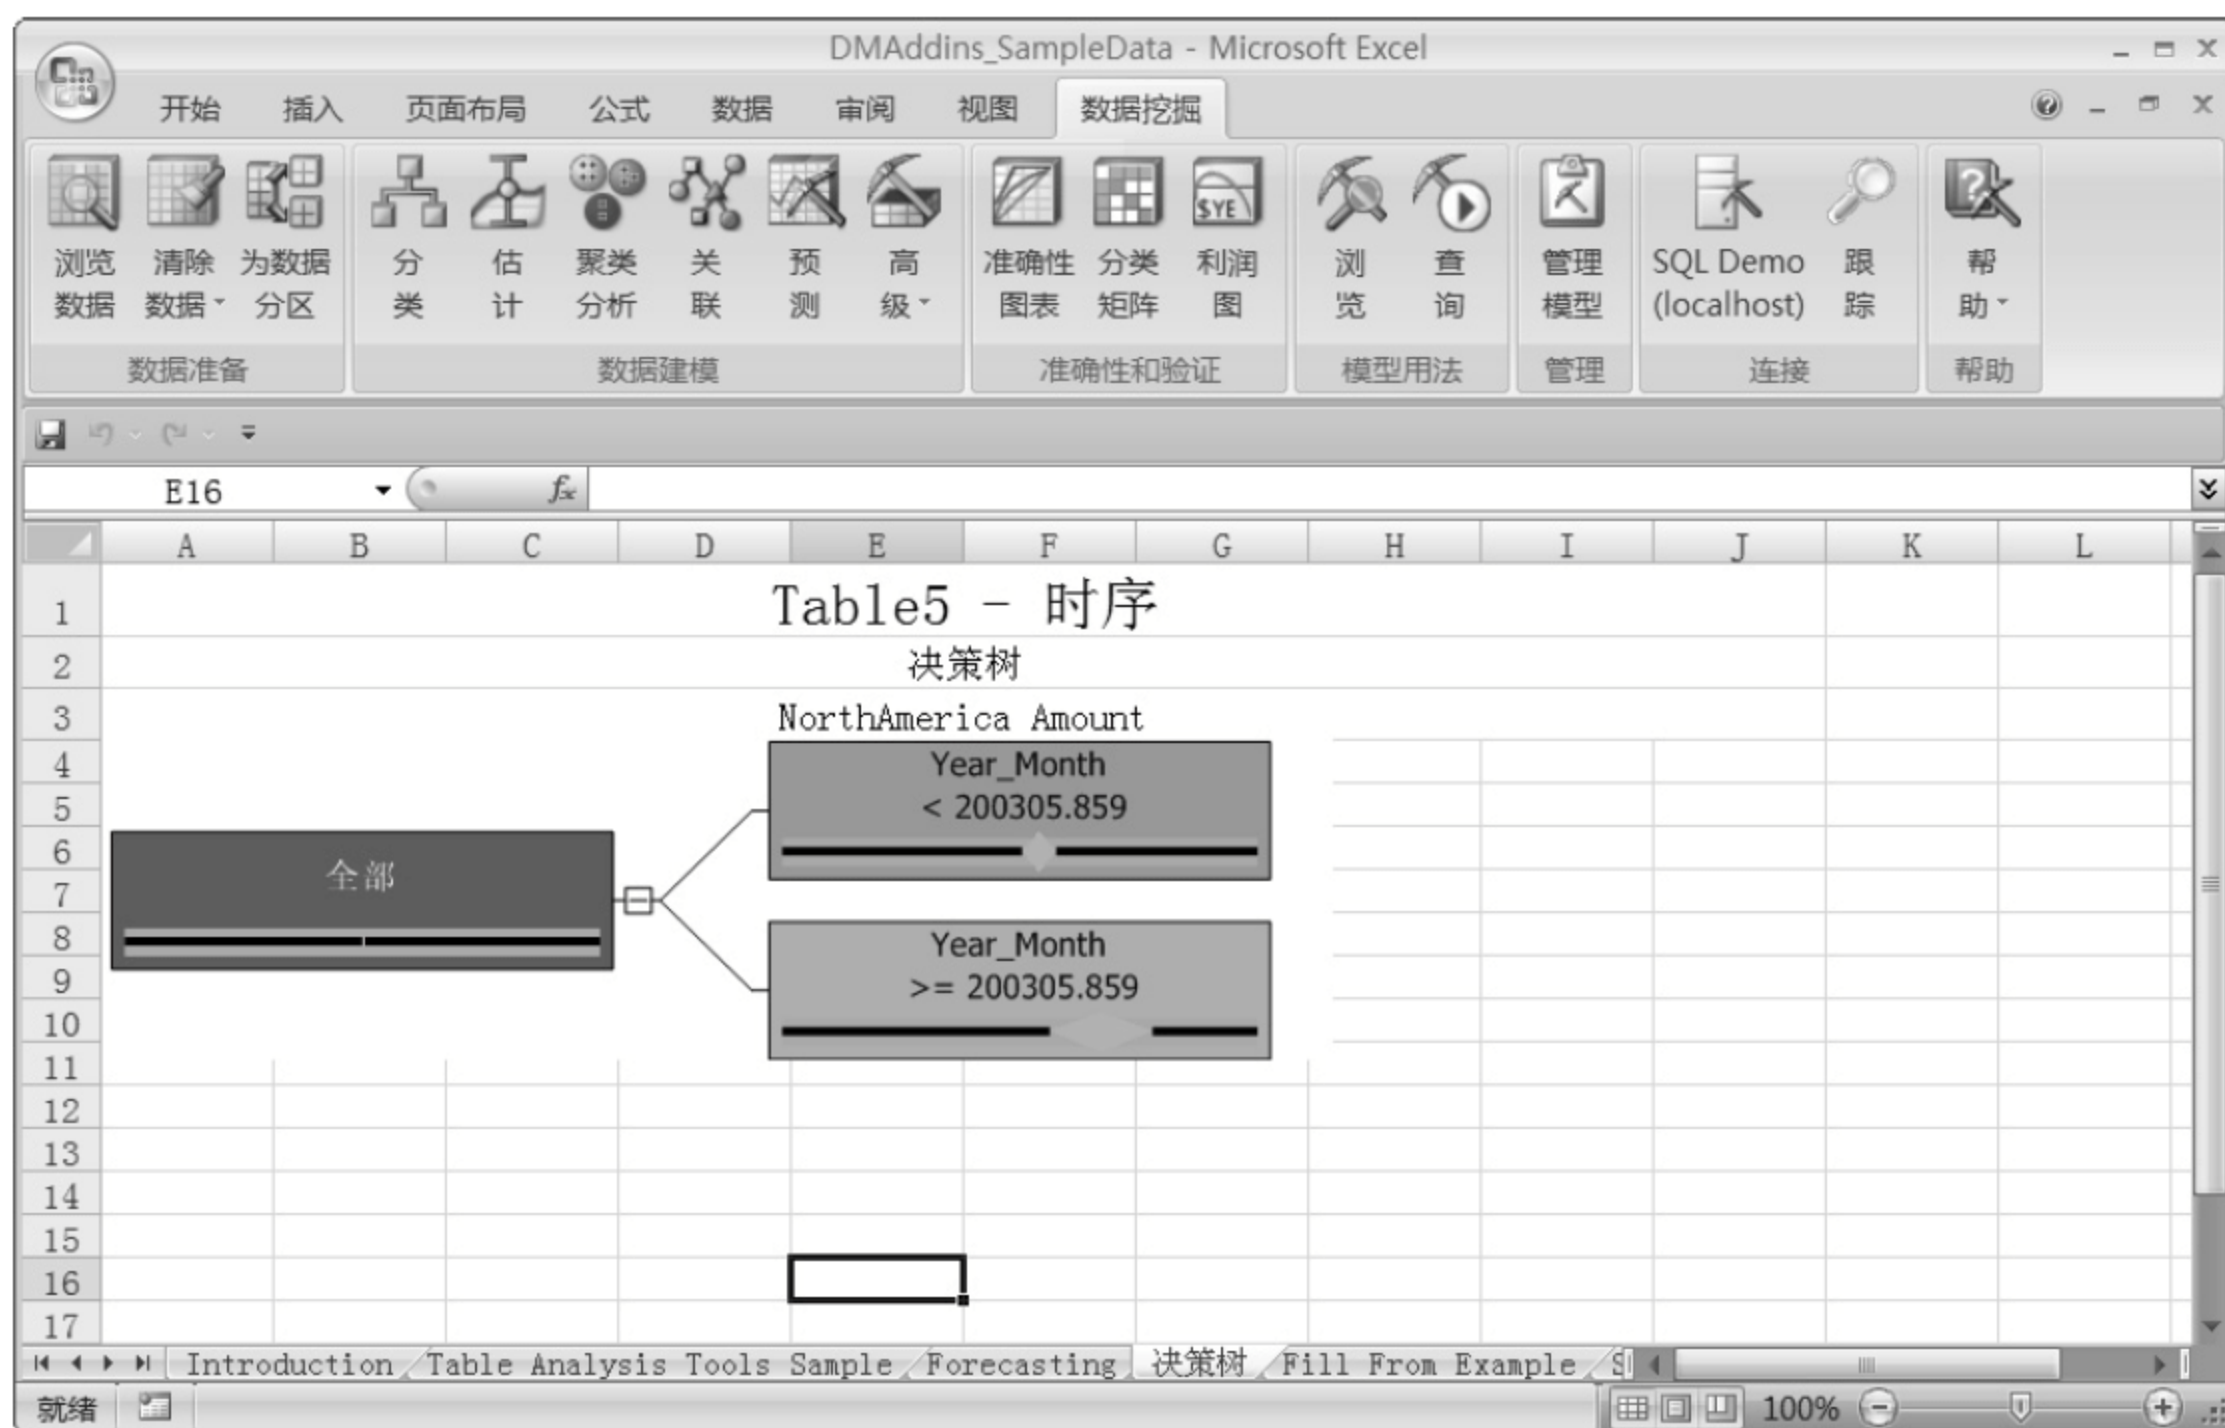 DMAddins_SampleData - Microsoft Excel
开始 插入 页面布局 公式 数据 审阅 视图 数据挖掘
浏览 清除 为数据 分 估 聚类 关 预 高 准确性 分类 利润 浏 查 管理 SQL Demo 跟 帮
数据 数据 分区 类 计 分析 联 测 级 图表 矩阵 图 览 询 模型 (localhost) 踪 助
数据准备 数据建模 准确性和验证 模型用法 管理 连接 帮助
E16 fx
A B C D E F G H I J K L
1 Table5 - 时序
2 决策树
3 NorthAmerica Amount
4 Year_Month
5 < 200305.859
6 全部
7
8
9 Year_Month
>= 200305.859
10
11
12
13
14
15
16
17
Introduction Table Analysis Tools Sample Forecasting 决策树 Fill From Example S
就绪 100%